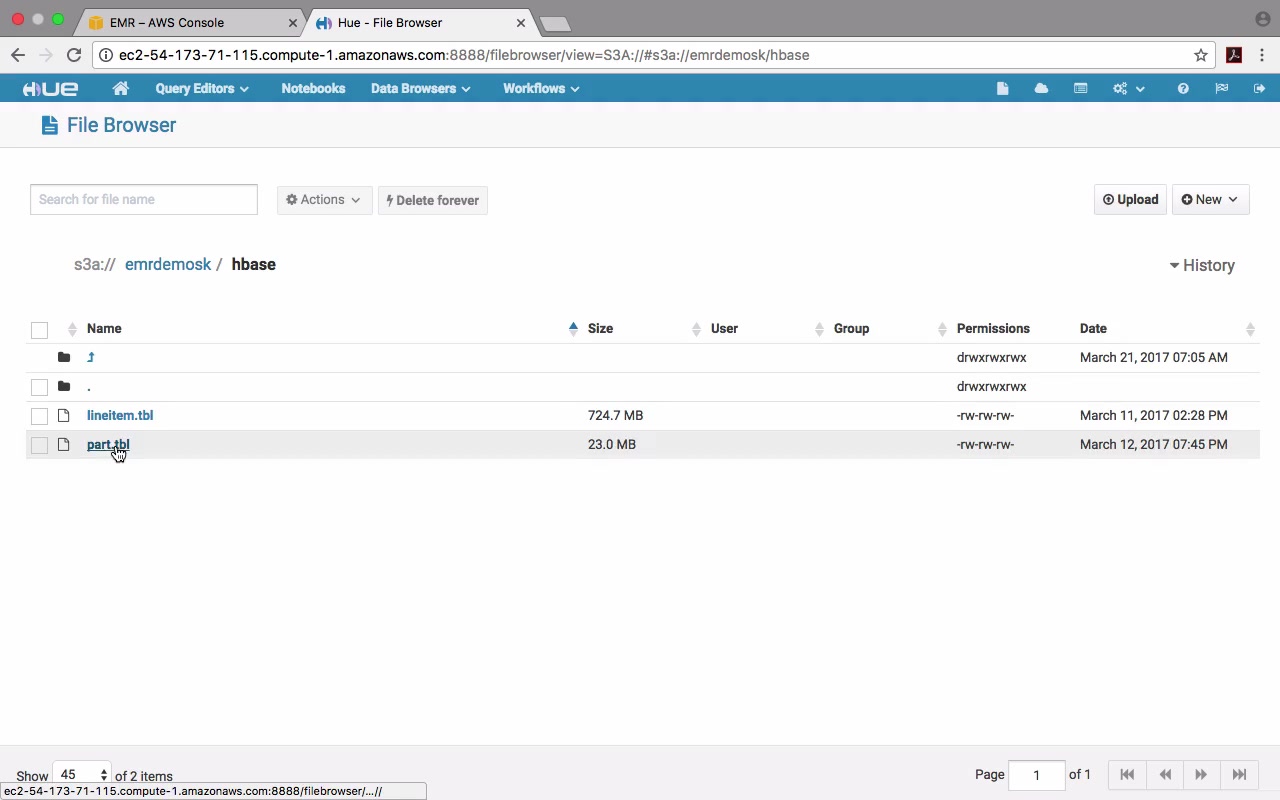 EMR – AWS Console
Hue - File Browser
ec2-54-173-71-115.compute-1.amazonaws.com:8888/filebrowser/view=S3A://#s3a://emrdemosk/hbase
HUE Query Editors Notebooks Data Browsers Workflows
File Browser
Search for file name Actions Delete forever Upload New
s3a:// emrdemosk / hbase History
Name Size User Group Permissions Date
drwxrwxrwx March 21, 2017 07:05 AM
. drwxrwxrwx
lineitem.tbl 724.7 MB -rw-rw-rw- March 11, 2017 02:28 PM
part.tbl 23.0 MB -rw-rw-rw- March 12, 2017 07:45 PM
Show 45 of 2 items Page 1 of 1
ec2-54-173-71-115.compute-1.amazonaws.com:8888/filebrowser/...//